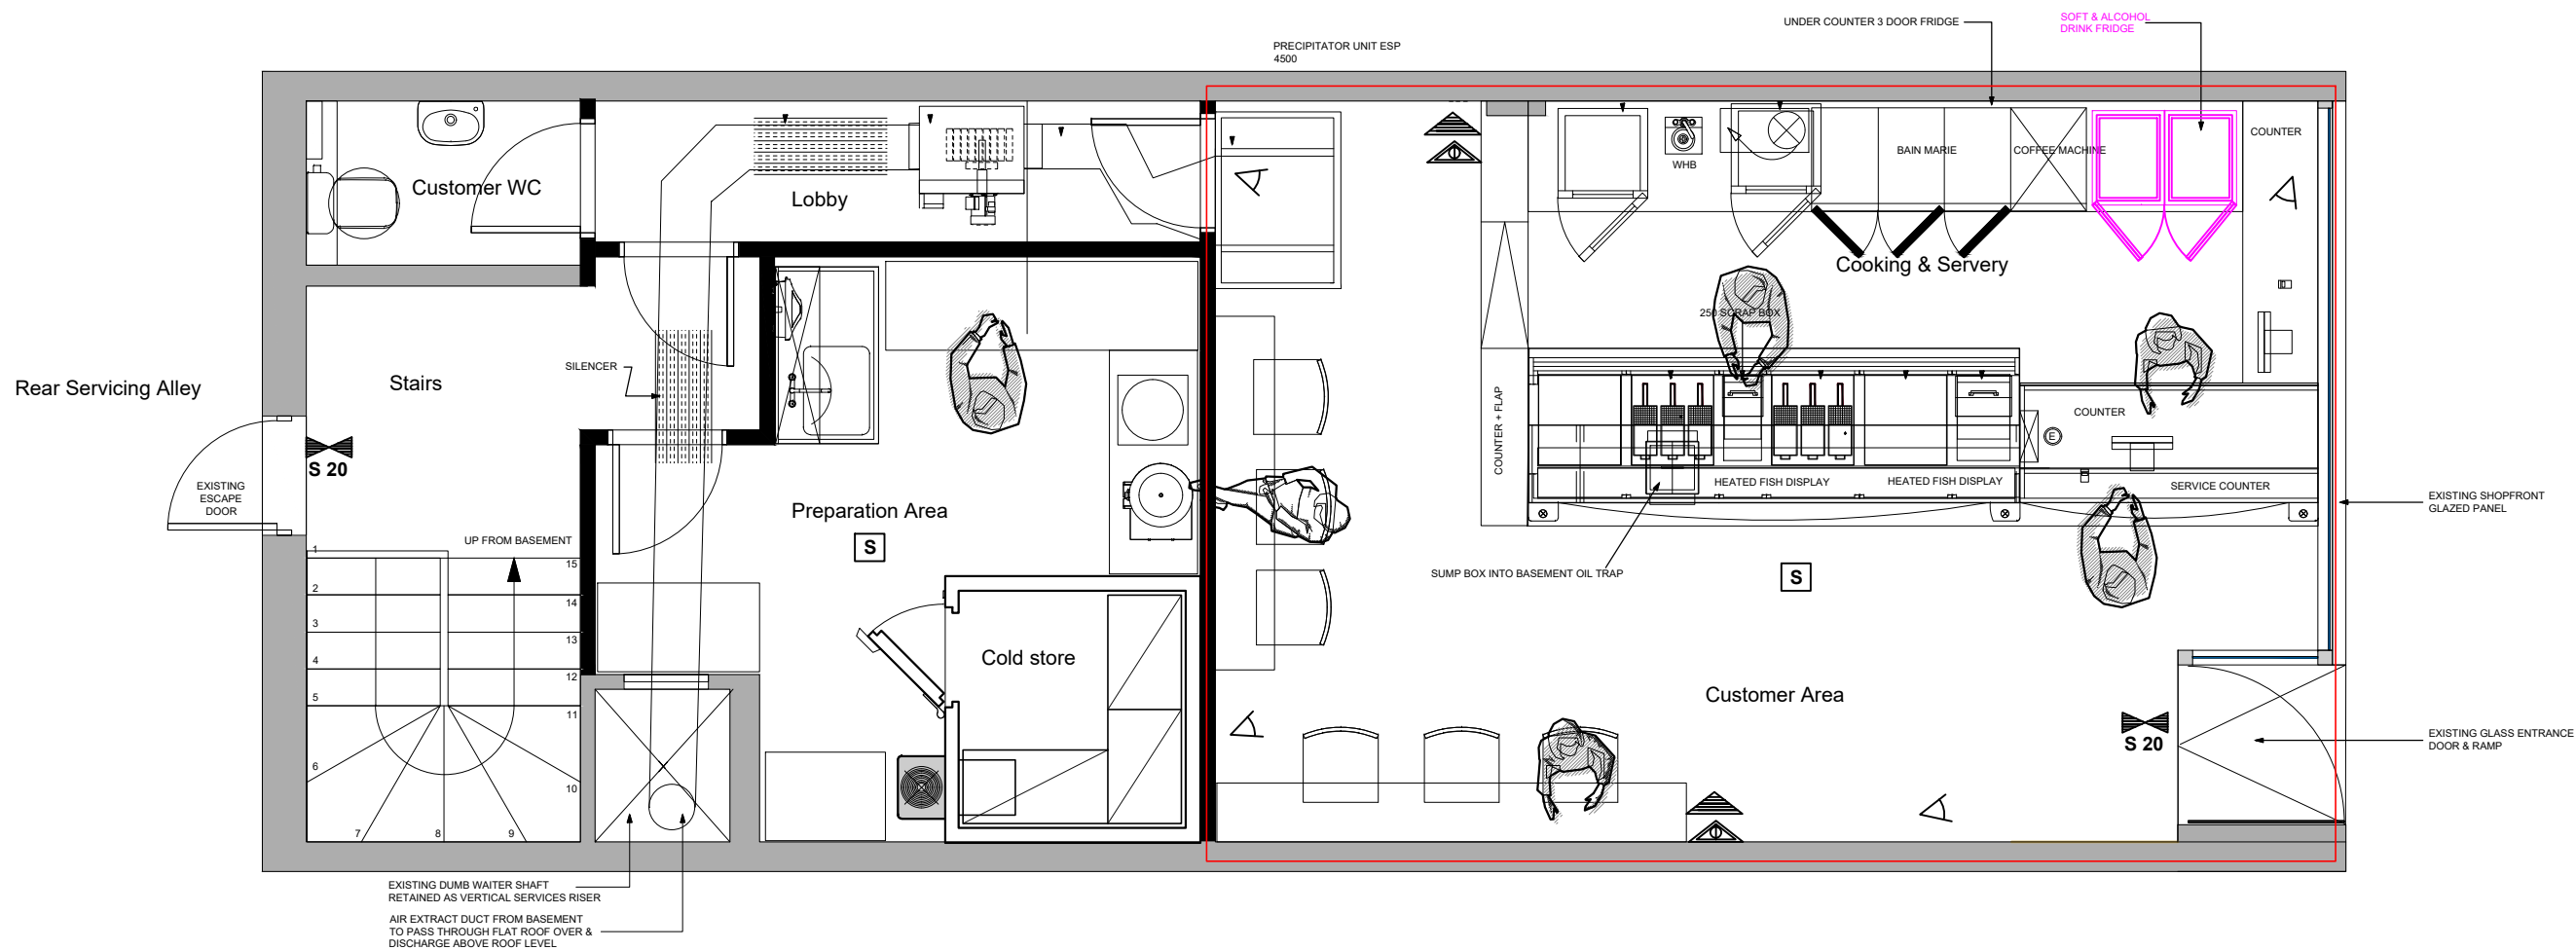 UNDER COUNTER 3 DOOR FRIDGE
SOFT & ALCOHOL
DRINK FRIDGE
PRECIPITATOR UNIT ESP
4500
COUNTER
Customer WC
Lobby
WHB
BAIN MARIE
COFFEE MACHINE
Cooking & Servery
250 SCRAP BOX
Rear Servicing Alley
Stairs
SILENCER
COUNTER + FLAP
COUNTER
E
S 20
EXISTING
ESCAPE
DOOR
HEATED FISH DISPLAY
HEATED FISH DISPLAY
SERVICE COUNTER
EXISTING SHOPFRONT
GLAZED PANEL
Preparation Area
S
UP FROM BASEMENT
SUMP BOX INTO BASEMENT OIL TRAP
S
1
2
3
4
5
6
7
8
9
10
11
12
13
14
15
Cold store
Customer Area
S 20
EXISTING GLASS ENTRANCE
DOOR & RAMP
EXISTING DUMB WAITER SHAFT
RETAINED AS VERTICAL SERVICES RISER
AIR EXTRACT DUCT FROM BASEMENT
TO PASS THROUGH FLAT ROOF OVER &
DISCHARGE ABOVE ROOF LEVEL